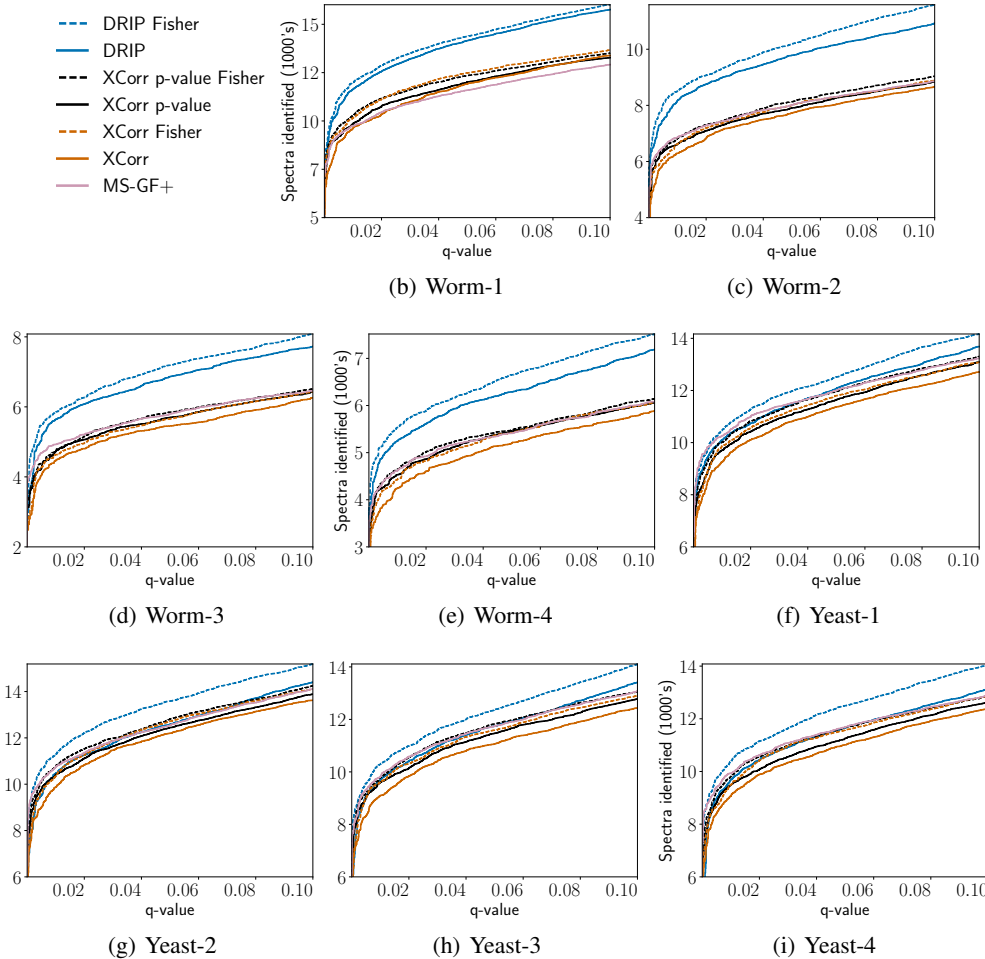 DRIP Fisher
DRIP
XCorr p-value Fisher
XCorr p-value
XCorr Fisher
XCorr
MS-GF+
Spectra identified (1000's)
15
12
10
7
5
0.02 0.04 0.06 0.08 0.10
q-value
(b) Worm-1
10
8
6
4
0.02 0.04 0.06 0.08 0.10
q-value
(c) Worm-2
8
6
4
2
0.02 0.04 0.06 0.08 0.10
q-value
(d) Worm-3
Spectra identified (1000's)
7
6
5
4
3
0.02 0.04 0.06 0.08 0.10
q-value
(e) Worm-4
14
12
10
8
6
0.02 0.04 0.06 0.08 0.10
q-value
(f) Yeast-1
14
12
10
8
6
0.02 0.04 0.06 0.08 0.10
q-value
(g) Yeast-2
14
12
10
8
6
0.02 0.04 0.06 0.08 0.10
q-value
(h) Yeast-3
Spectra identified (1000's)
14
12
10
8
6
0.02 0.04 0.06 0.08 0.10
q-value
(i) Yeast-4